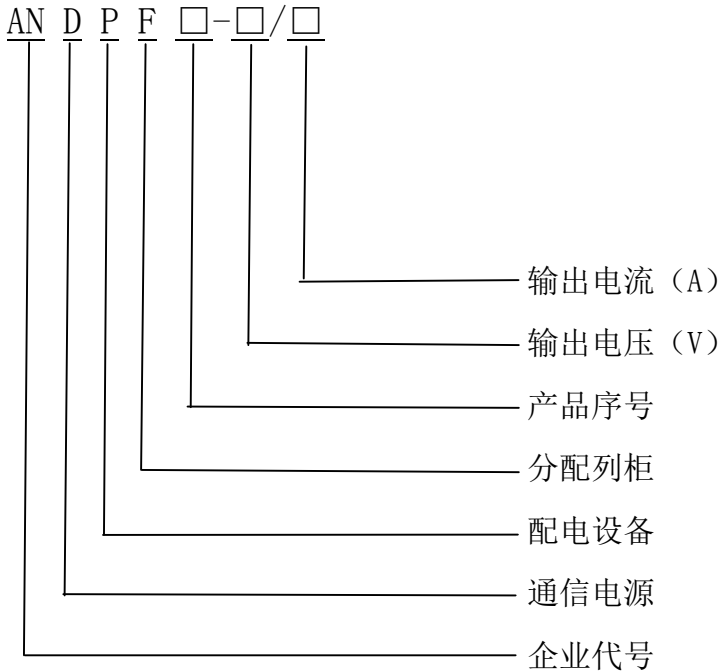 AN D P F □-□/□
输出电流（A）
输出电压（V）
产品序号
分配列柜
配电设备
通信电源
企业代号